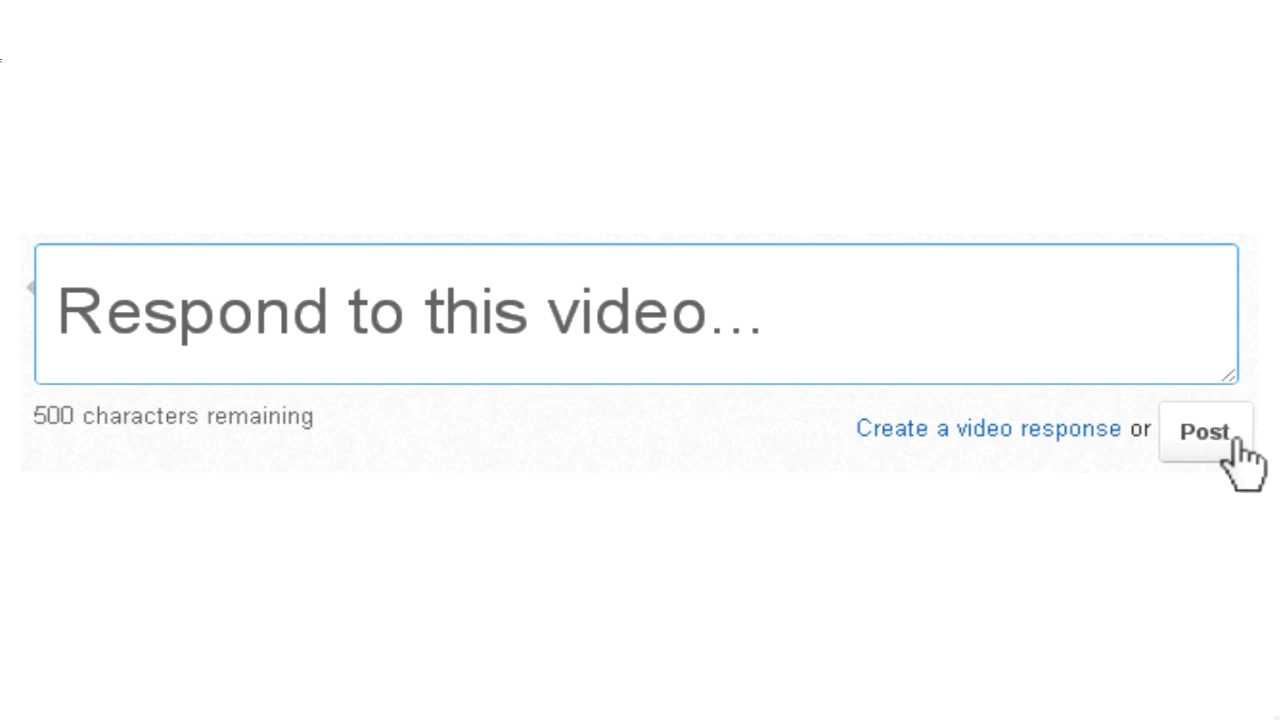 Respond to this video...
500 characters remaining
Create a video response or Post